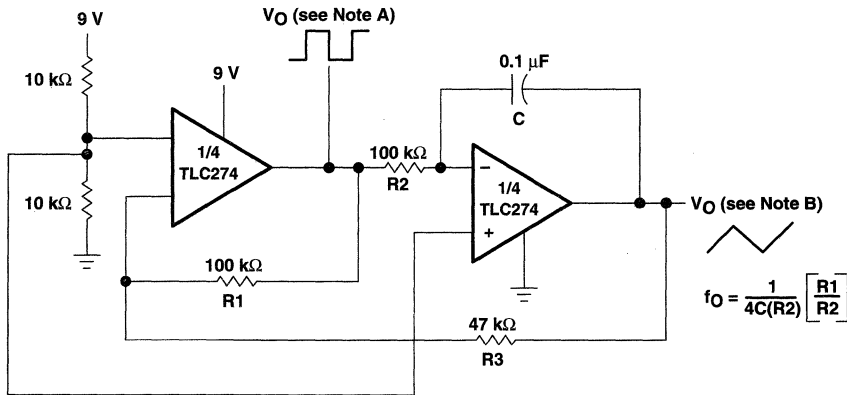 9 V
VO (see Note A)
10 kΩ
9 V
0.1 μF
C
1/4
TLC274
100 kΩ
R2
−
1/4
TLC274
+
10 kΩ
VO (see Note B)
100 kΩ
R1
fO = 1/4C(R2) [R1/R2]
47 kΩ
R3